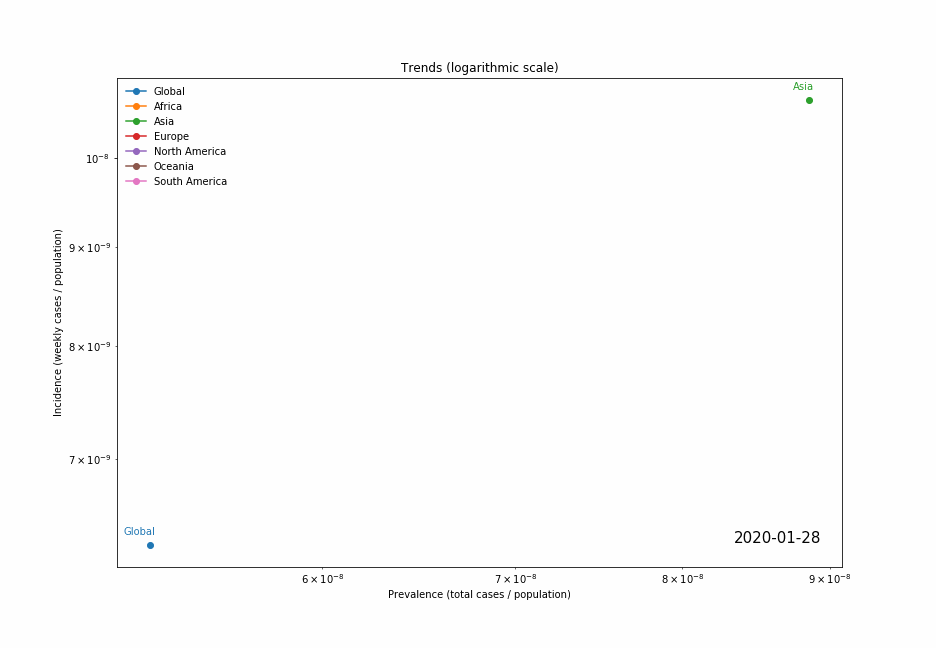 Trends (logarithmic scale)
Global
Africa
Asia
Europe
North America
Oceania
South America
Asia
10⁻⁸
9 × 10⁻⁹
8 × 10⁻⁹
7 × 10⁻⁹
Incidence (weekly cases / population)
Global
2020-01-28
6 × 10⁻⁸
7 × 10⁻⁸
8 × 10⁻⁸
9 × 10⁻⁸
Prevalence (total cases / population)